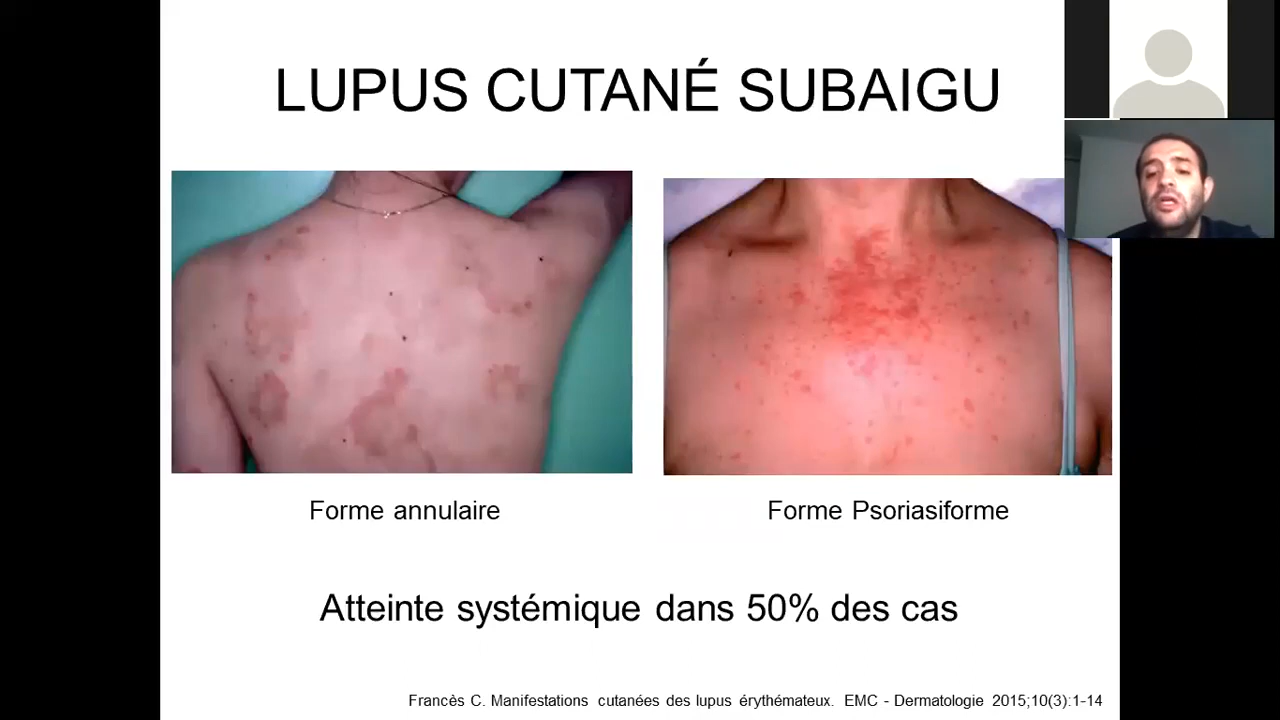 LUPUS CUTANÉ SUBAIGU
Forme annulaire
Forme Psoriasiforme
Atteinte systémique dans 50% des cas
Francès C. Manifestations cutanées des lupus érythémateux. EMC - Dermatologie 2015;10(3):1-14